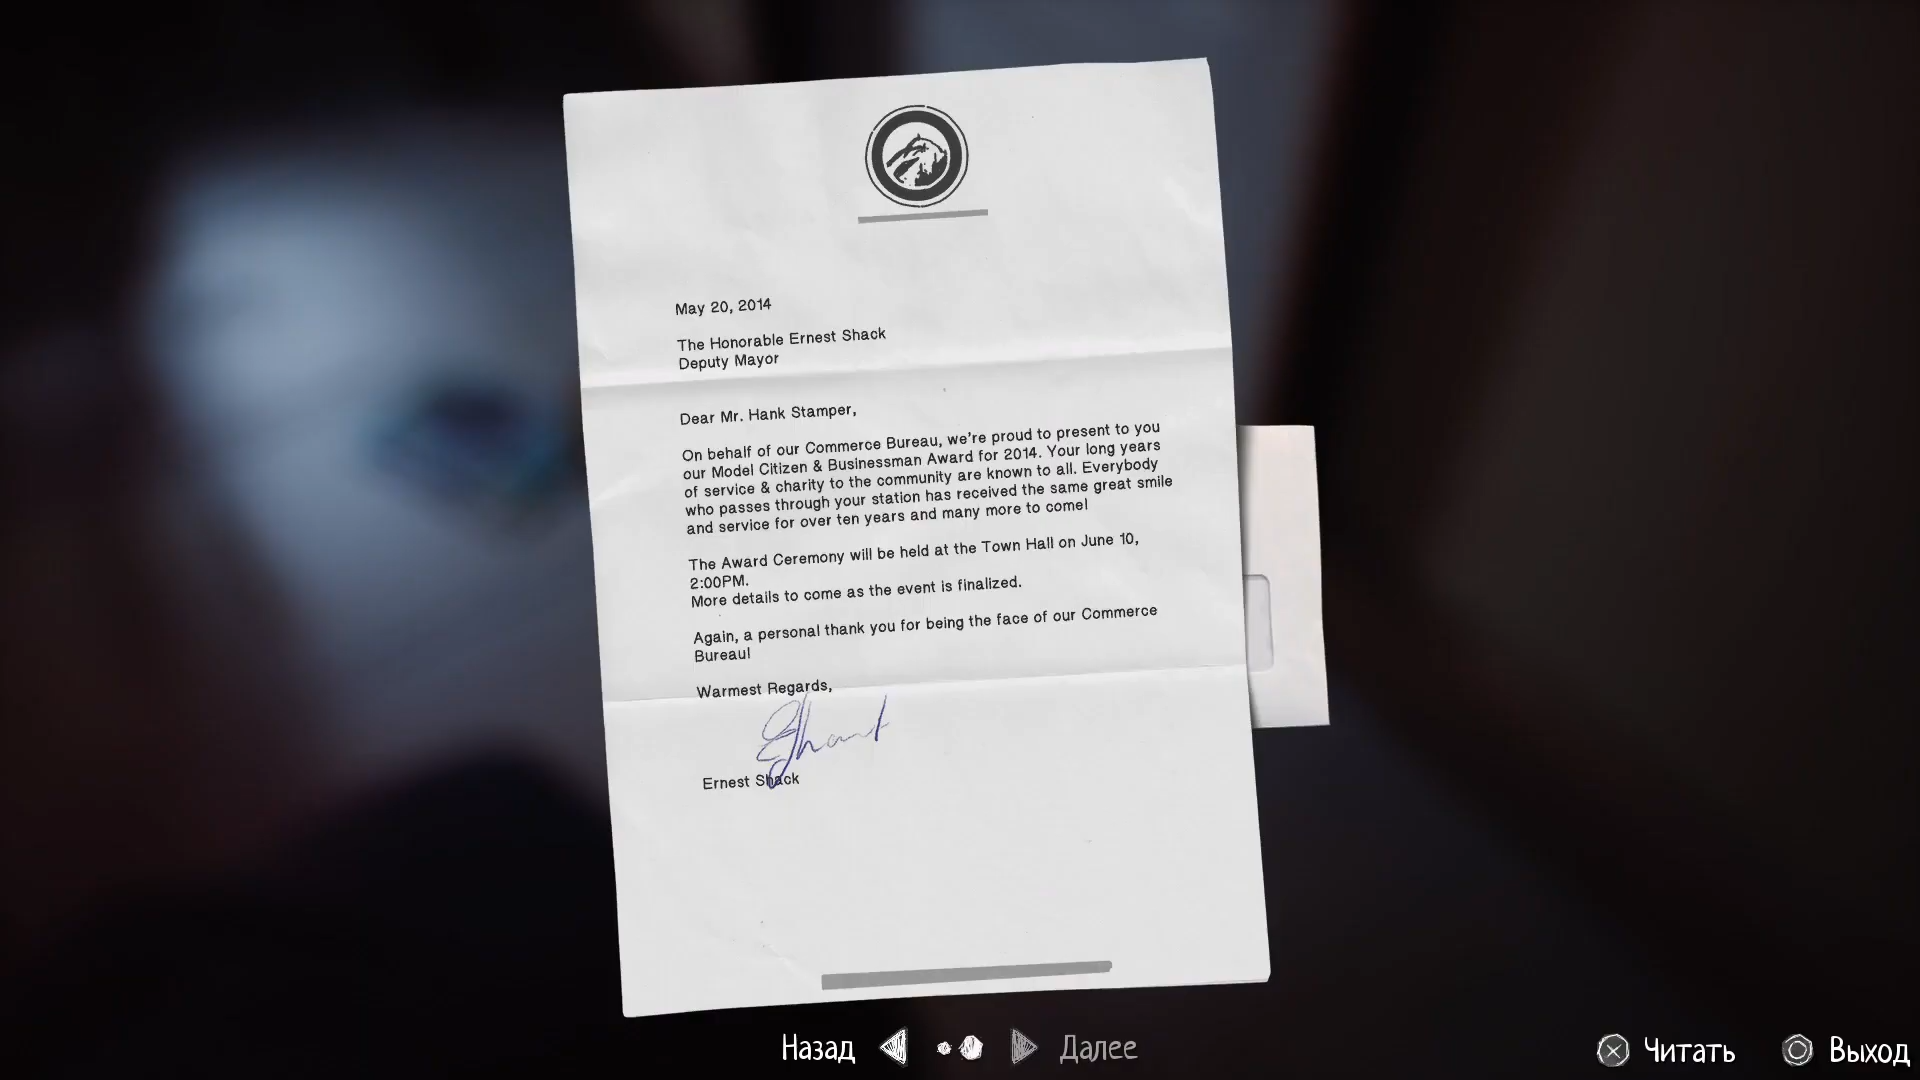 May 20, 2014
The Honorable Ernest Shack
Deputy Mayor
Dear Mr. Hank Stamper,
On behalf of our Commerce Bureau, we're proud to present to you
our Model Citizen & Businessman Award for 2014. Your long years
of service & charity to the community are known to all. Everybody
who passes through your station has received the same great smile
and service for over ten years and many more to come!
The Award Ceremony will be held at the Town Hall on June 10,
2:00PM.
More details to come as the event is finalized.
Again, a personal thank you for being the face of our Commerce
Bureau!
Warmest Regards,
Ernest Shack
Назад Далее
Читать Выход